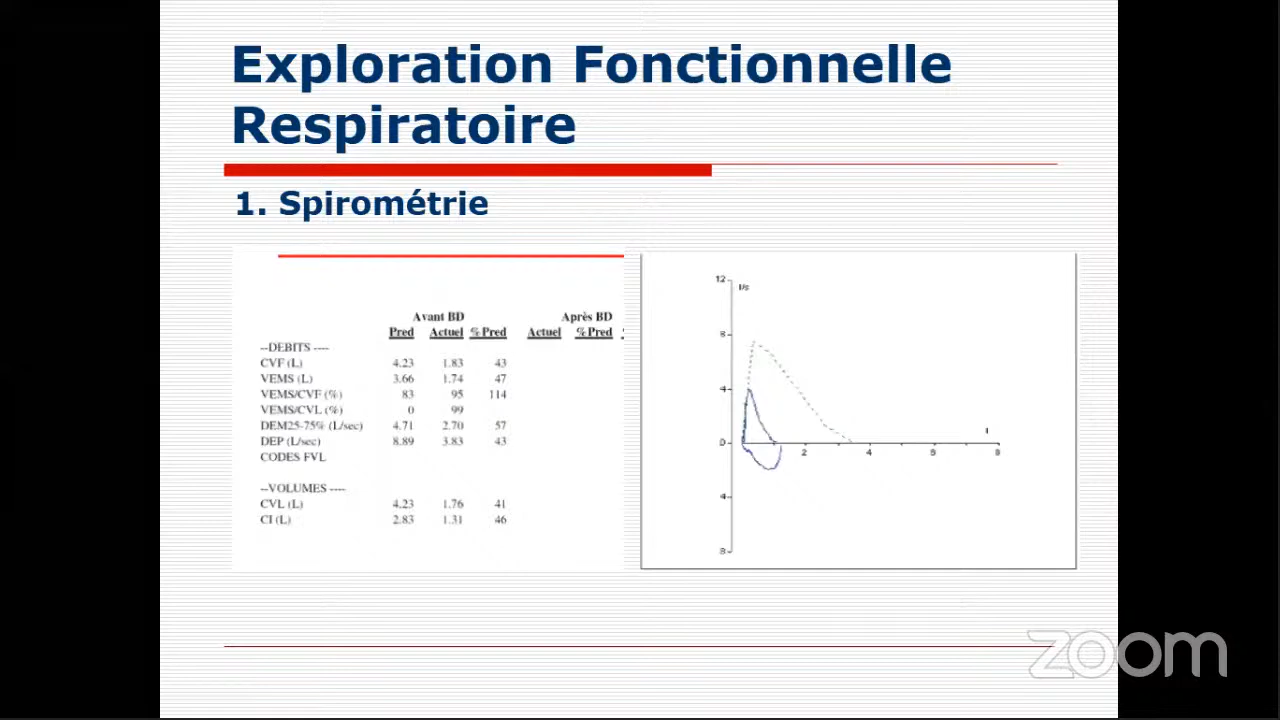 Exploration Fonctionnelle
Respiratoire
1. Spirométrie
Avant BD Après BD
Pred Actuel %Pred Actuel %Pred
--DEBITS ----
CVF (L) 4.23 1.83 43
VEMS (L) 3.66 1.74 47
VEMS/CVF (%) 83 95 114
VEMS/CVL (%) 0 99
DEM25-75% (L/sec) 4.71 2.70 57
DEP (L/sec) 8.89 3.83 43
CODES FVL
--VOLUMES ----
CVL (L) 4.23 1.76 41
CI (L) 2.83 1.31 46
12
l/s
8
4
0
2 4 6 8
4
8
zoom